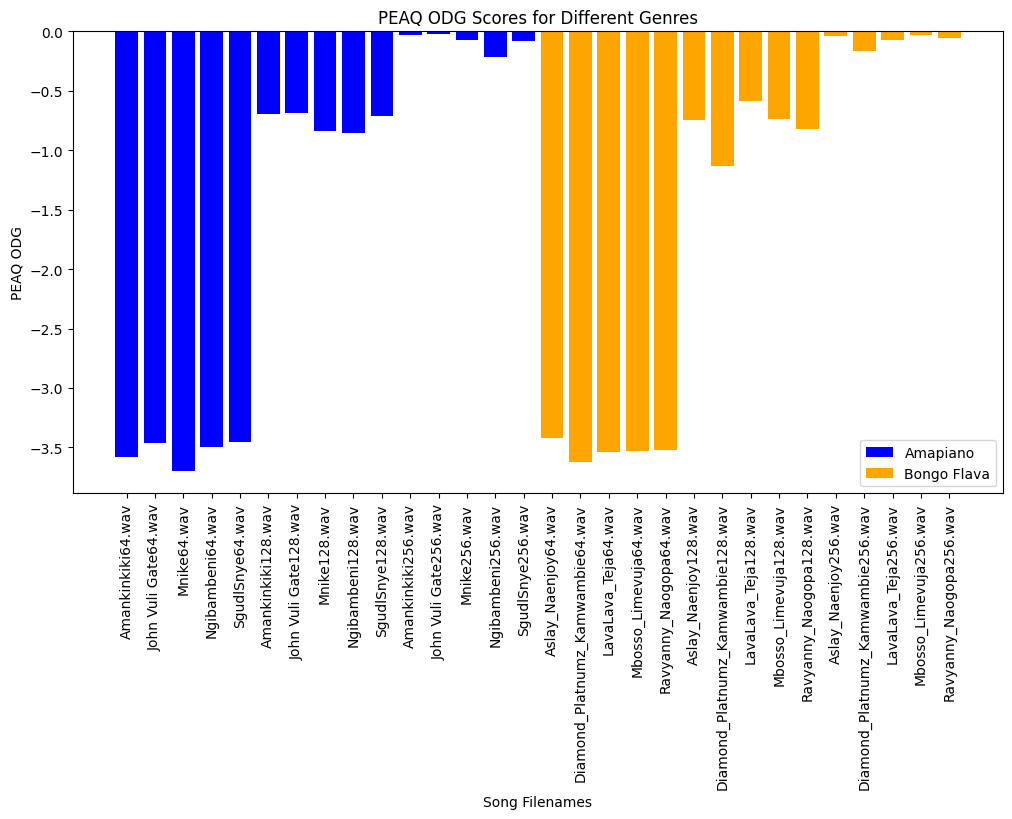 PEAQ ODG Scores for Different Genres
PEAQ ODG
0.0
−0.5
−1.0
−1.5
−2.0
−2.5
−3.0
−3.5
Amapiano
Bongo Flava
Amankinkiki64.wav
John Vuli Gate64.wav
Mnike64.wav
Ngibambeni64.wav
SgudISnye64.wav
Amankinkiki128.wav
John Vuli Gate128.wav
Mnike128.wav
Ngibambeni128.wav
SgudISnye128.wav
Amankinkiki256.wav
John Vuli Gate256.wav
Mnike256.wav
Ngibambeni256.wav
SgudISnye256.wav
Aslay_Naenjoy64.wav
Diamond_Platnumz_Kamwambie64.wav
LavaLava_Teja64.wav
Mbosso_Limevuja64.wav
Ravyanny_Naogopa64.wav
Aslay_Naenjoy128.wav
Diamond_Platnumz_Kamwambie128.wav
LavaLava_Teja128.wav
Mbosso_Limevuja128.wav
Ravyanny_Naogopa128.wav
Aslay_Naenjoy256.wav
Diamond_Platnumz_Kamwambie256.wav
LavaLava_Teja256.wav
Mbosso_Limevuja256.wav
Ravyanny_Naogopa256.wav
Song Filenames